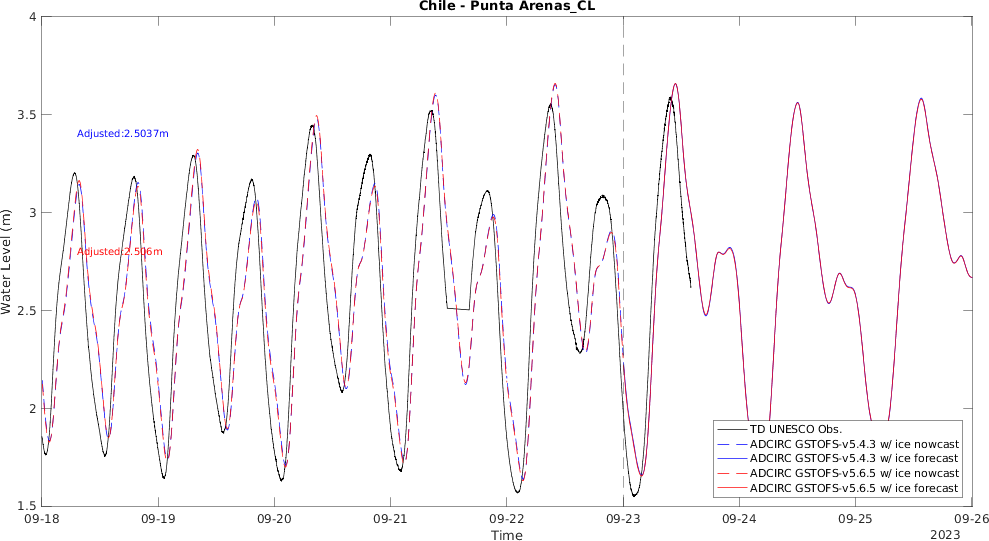 Chile - Punta Arenas_CL
4
3.5
3
2.5
2
1.5
Water Level (m)
Adjusted:2.5037m
Adjusted:2.506m
TD UNESCO Obs.
ADCIRC GSTOFS-v5.4.3 w/ ice nowcast
ADCIRC GSTOFS-v5.4.3 w/ ice forecast
ADCIRC GSTOFS-v5.6.5 w/ ice nowcast
ADCIRC GSTOFS-v5.6.5 w/ ice forecast
09-18 09-19 09-20 09-21 09-22 09-23 09-24 09-25 09-26
Time
2023